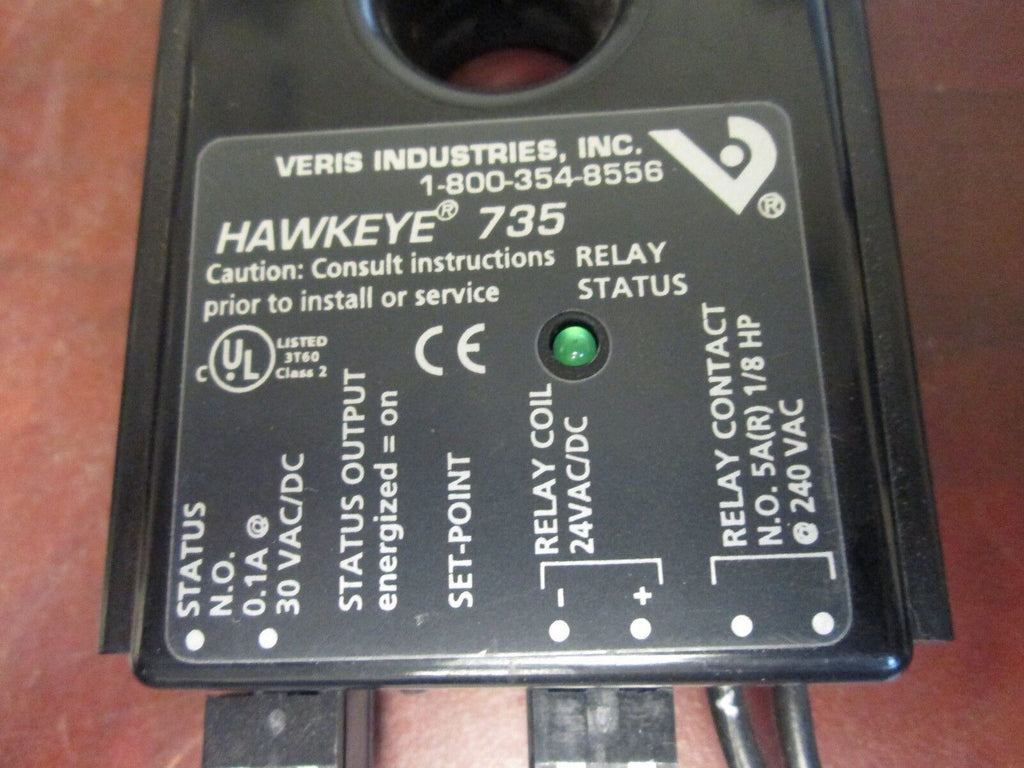 VERIS INDUSTRIES, INC.
1-800-354-8556
®
HAWKEYE® 735
Caution: Consult instructions
prior to install or service
RELAY
STATUS
C UL
LISTED
3T60
Class 2
CE
STATUS
N.O.
0.1A @
30 VAC/DC
STATUS OUTPUT
energized = on
SET-POINT
RELAY COIL
24VAC/DC
-
+
RELAY CONTACT
N.O. 5A(R) 1/8 HP
@ 240 VAC